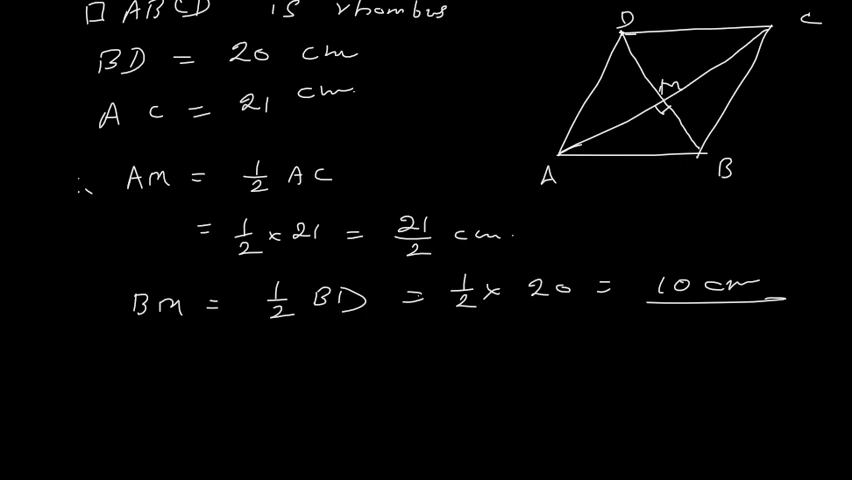 □ ABCD is rhombus
BD = 20 cm
AC = 21 cm.
∴ AM = 1/2 AC
= 1/2 × 21 = 21/2 cm.
BM = 1/2 BD = 1/2 × 20 = 10 cm
D C
M
A B